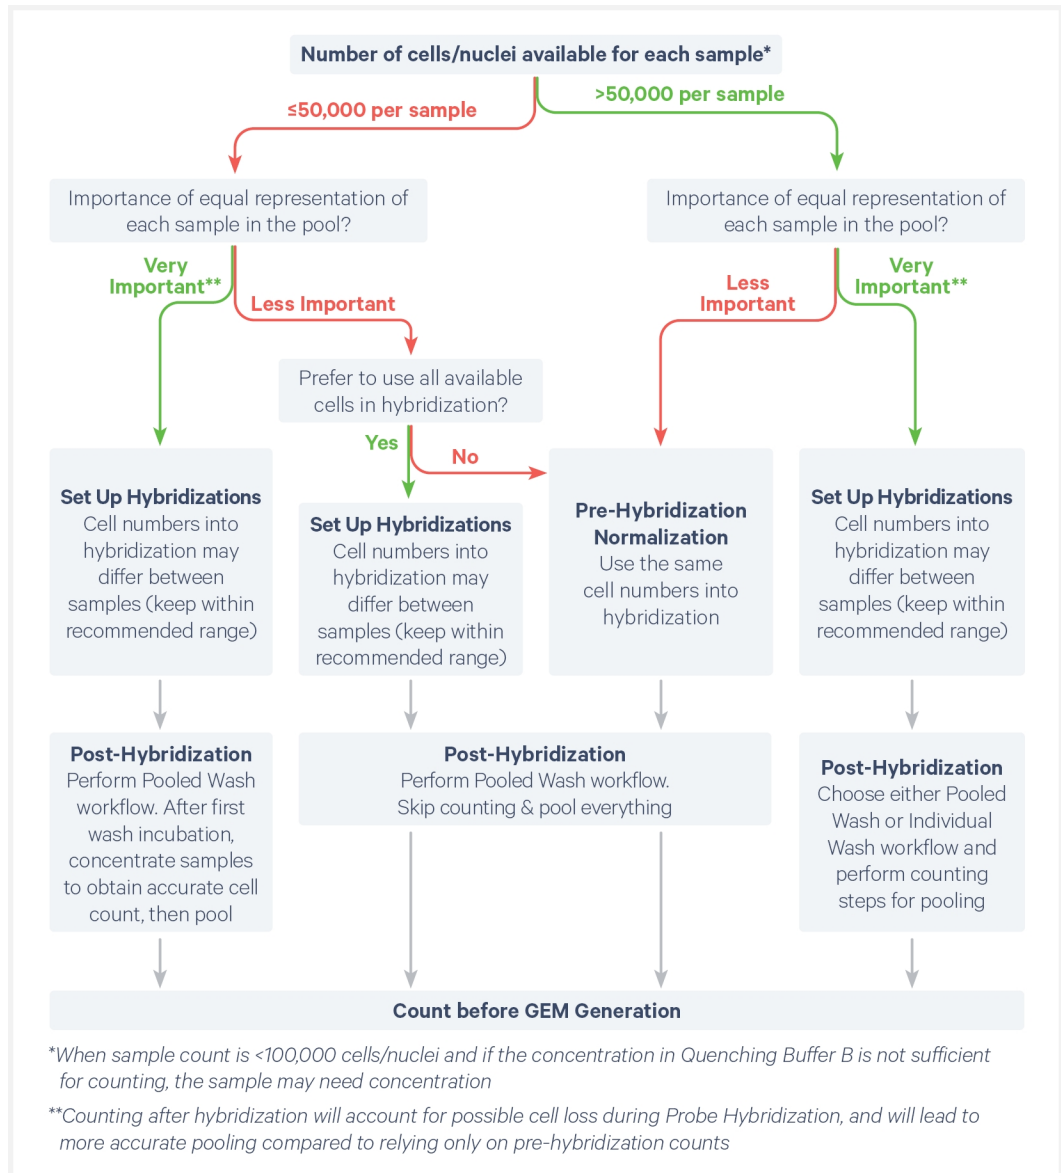 Number of cells/nuclei available for each sample*
≤50,000 per sample
>50,000 per sample
Importance of equal representation of
each sample in the pool?
Importance of equal representation of
each sample in the pool?
Very
Important**
Less Important
Less
Important
Very
Important**
Prefer to use all available
cells in hybridization?
Yes
No
Set Up Hybridizations
Cell numbers into
hybridization may
differ between
samples (keep within
recommended range)
Set Up Hybridizations
Cell numbers into
hybridization may
differ between
samples (keep within
recommended range)
Pre-Hybridization
Normalization
Use the same
cell numbers into
hybridization
Set Up Hybridizations
Cell numbers into
hybridization may
differ between
samples (keep within
recommended range)
Post-Hybridization
Perform Pooled Wash
workflow. After first
wash incubation,
concentrate samples
to obtain accurate cell
count, then pool
Post-Hybridization
Perform Pooled Wash workflow.
Skip counting & pool everything
Post-Hybridization
Choose either Pooled
Wash or Individual
Wash workflow and
perform counting
steps for pooling
Count before GEM Generation
*When sample count is <100,000 cells/nuclei and if the concentration in Quenching Buffer B is not sufficient
for counting, the sample may need concentration
**Counting after hybridization will account for possible cell loss during Probe Hybridization, and will lead to
more accurate pooling compared to relying only on pre-hybridization counts